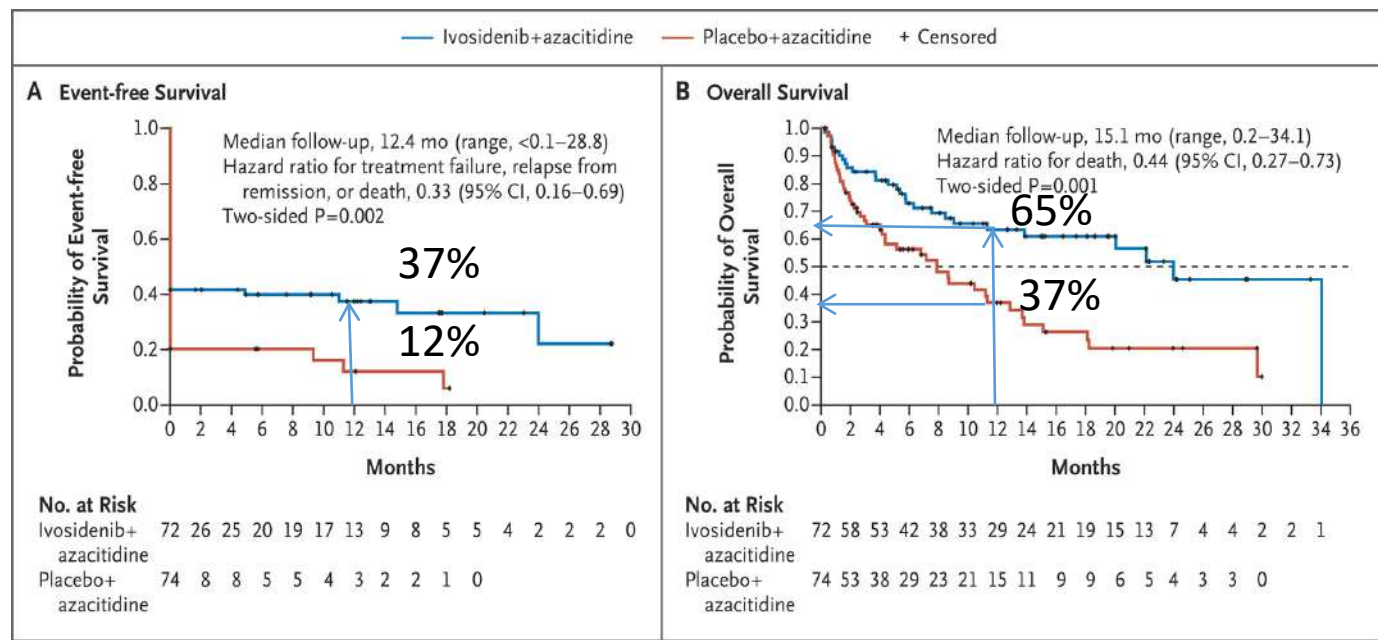 Ivosidenib+azacitidine Placebo+azacitidine + Censored
A Event-free Survival
Median follow-up, 12.4 mo (range, <0.1–28.8)
Hazard ratio for treatment failure, relapse from
remission, or death, 0.33 (95% CI, 0.16–0.69)
Two-sided P=0.002
37%
12%
Probability of Event-free
Survival
1.0
0.8
0.6
0.4
0.2
0.0
0 2 4 6 8 10 12 14 16 18 20 22 24 26 28 30
Months
No. at Risk
Ivosidenib+ 72 26 25 20 19 17 13 9 8 5 5 4 2 2 2 0
azacitidine
Placebo+ 74 8 8 5 5 4 3 2 2 1 0
azacitidine
B Overall Survival
Median follow-up, 15.1 mo (range, 0.2–34.1)
Hazard ratio for death, 0.44 (95% CI, 0.27–0.73)
Two-sided P=0.001
65%
37%
Probability of Overall
Survival
1.0
0.9
0.8
0.7
0.6
0.5
0.4
0.3
0.2
0.1
0.0
0 2 4 6 8 10 12 14 16 18 20 22 24 26 28 30 32 34 36
Months
No. at Risk
Ivosidenib+ 72 58 53 42 38 33 29 24 21 19 15 13 7 4 4 2 2 1
azacitidine
Placebo+ 74 53 38 29 23 21 15 11 9 9 6 5 4 3 3 0
azacitidine